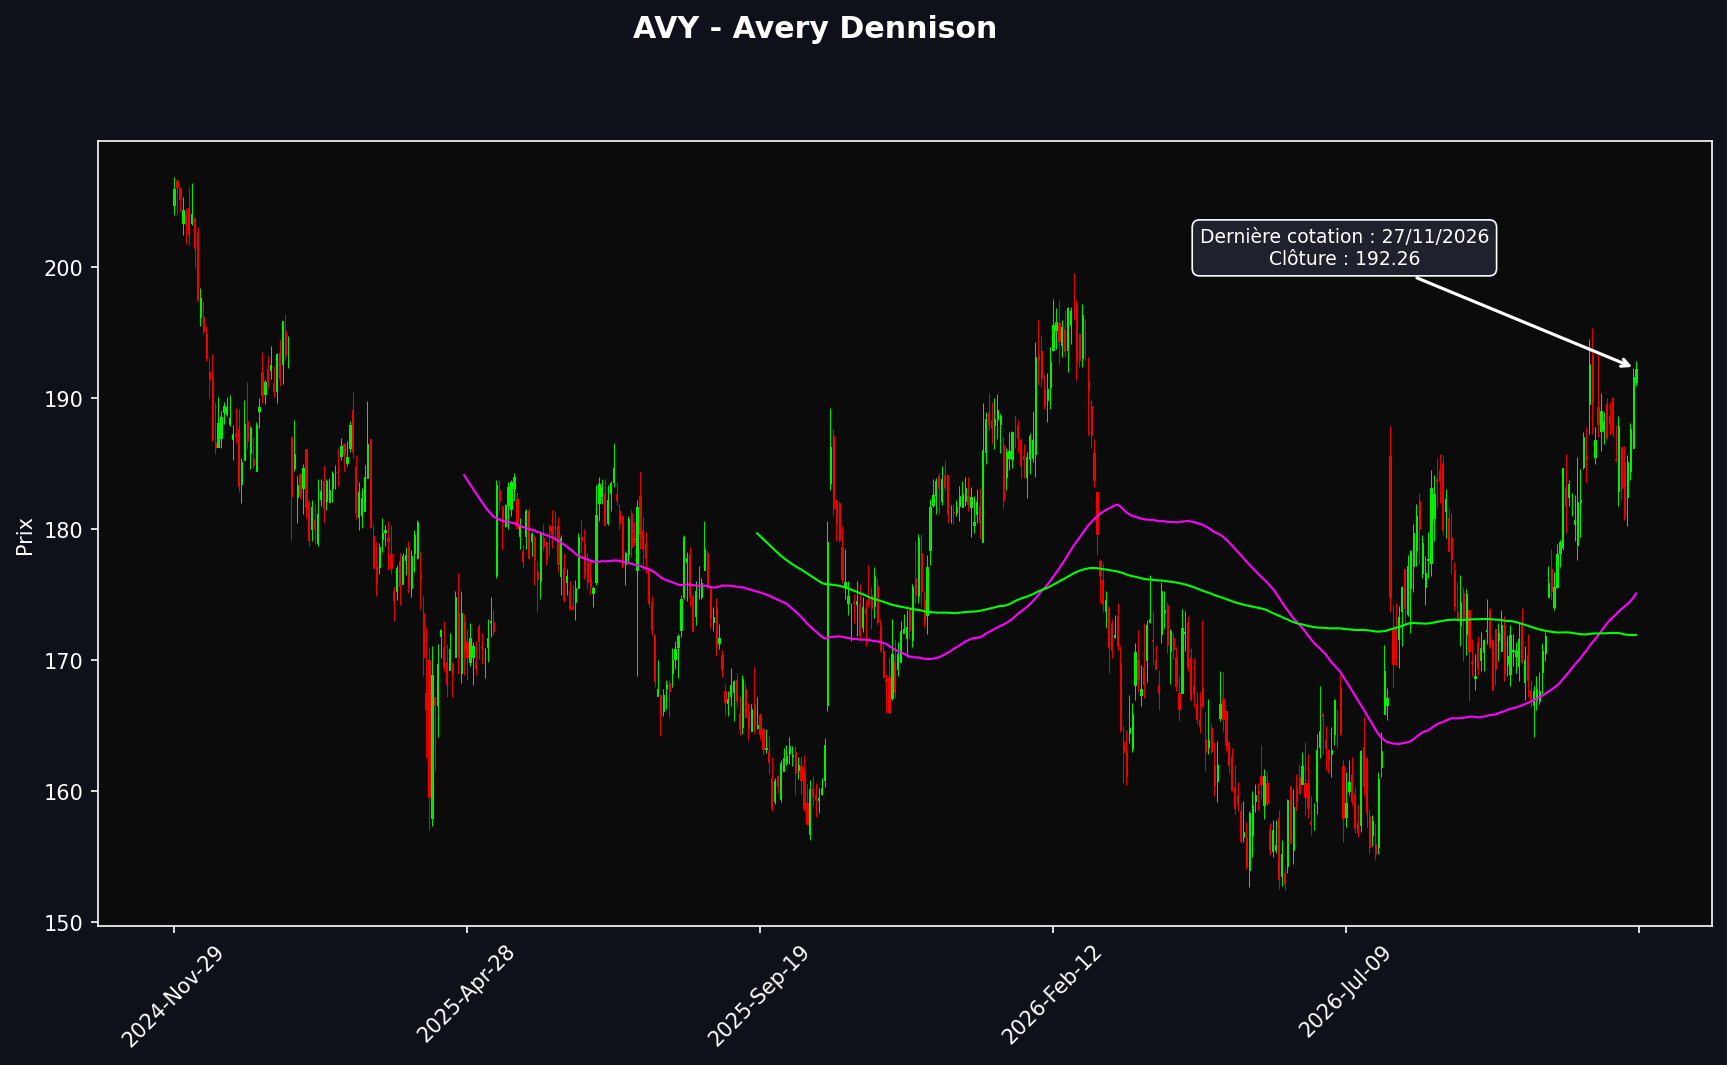 AVY - Avery Dennison
Dernière cotation : 27/11/2026
Clôture : 192.26
Prix
200
190
180
170
160
150
2024-Nov-29
2025-Apr-28
2025-Sep-19
2026-Feb-12
2026-Jul-09